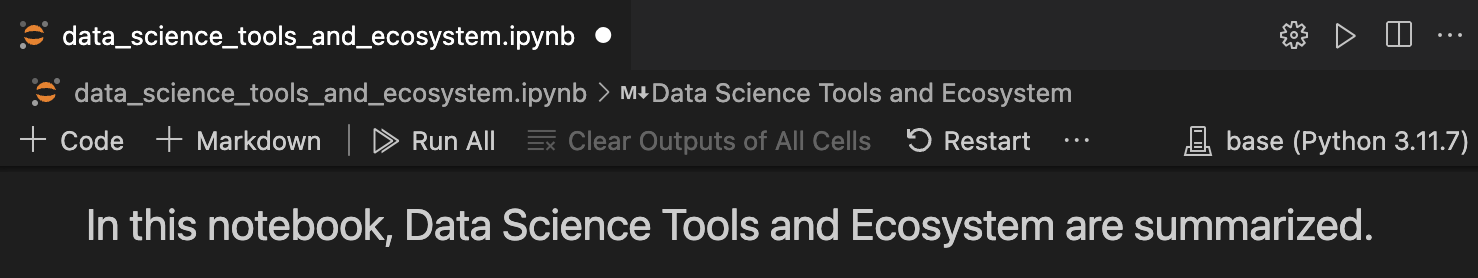 data_science_tools_and_ecosystem.ipynb
data_science_tools_and_ecosystem.ipynb > M↓ Data Science Tools and Ecosystem
+ Code + Markdown | Run All Clear Outputs of All Cells Restart ... base (Python 3.11.7)
In this notebook, Data Science Tools and Ecosystem are summarized.